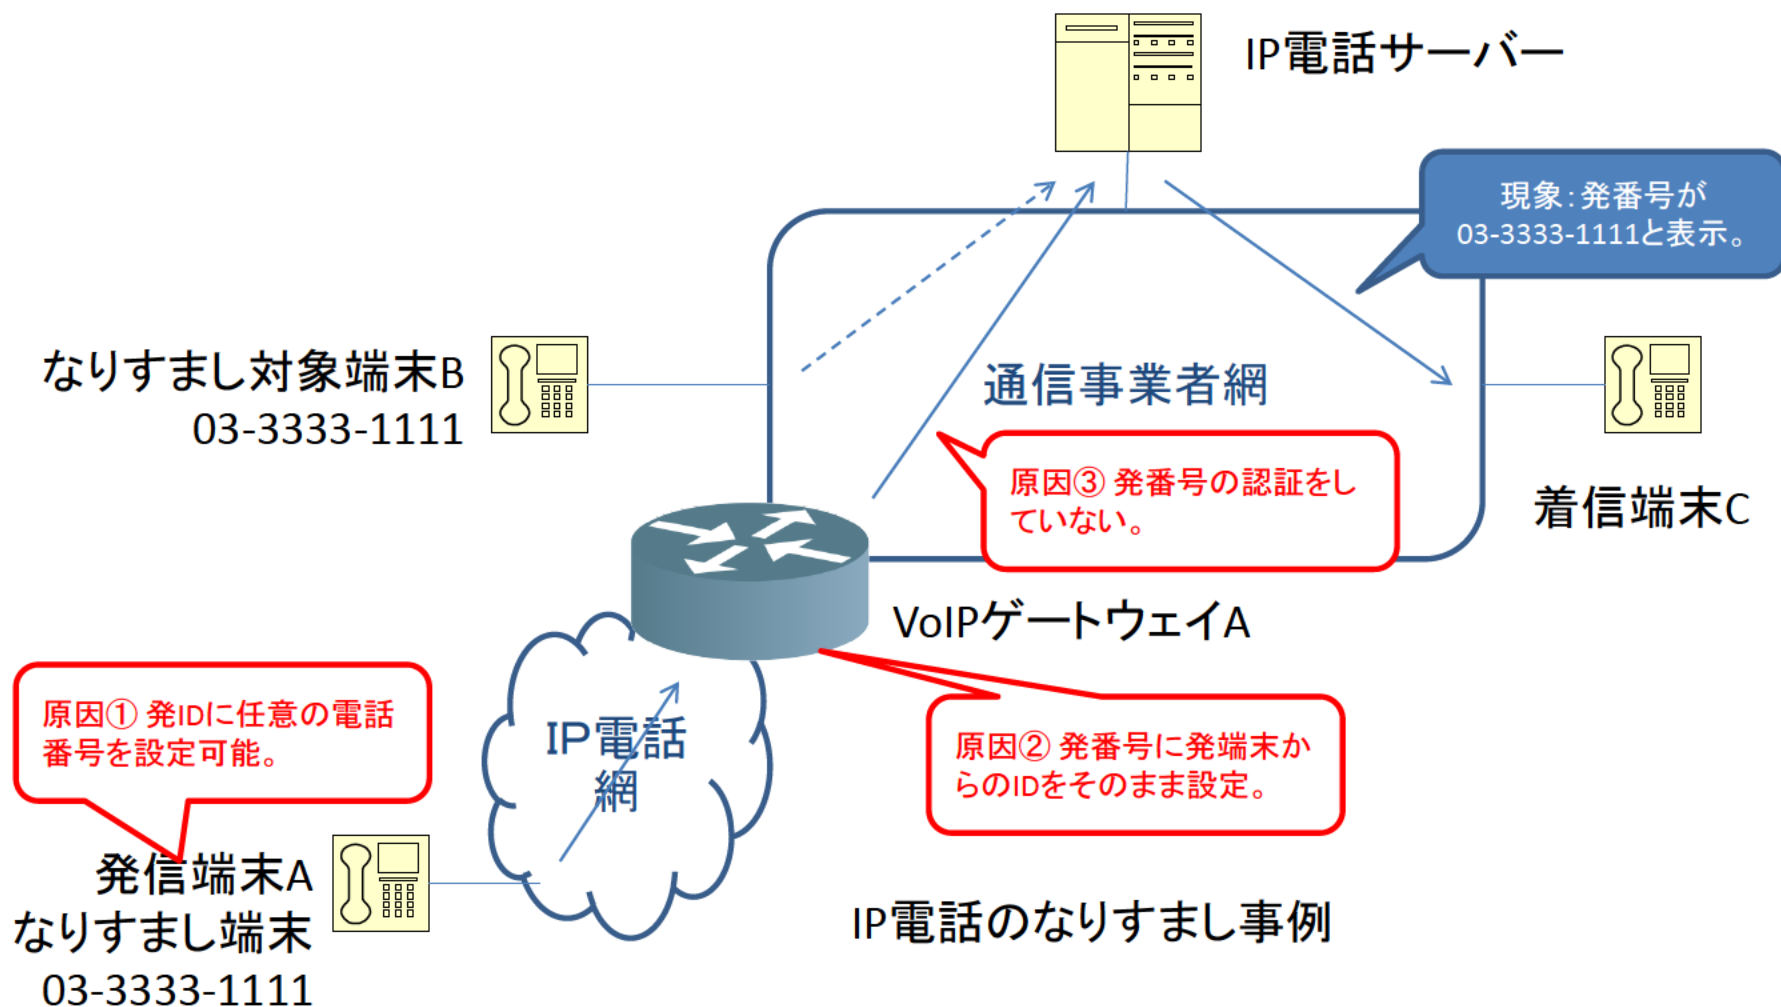 IP電話サーバー
現象：発番号が
03-3333-1111と表示。
なりすまし対象端末B
03-3333-1111
通信事業者網
原因③ 発番号の認証をし
ていない。
着信端末C
VoIPゲートウェイA
原因① 発IDに任意の電話
番号を設定可能。
IP電話
網
原因② 発番号に発端末か
らのIDをそのまま設定。
発信端末A
なりすまし端末
03-3333-1111
IP電話のなりすまし事例